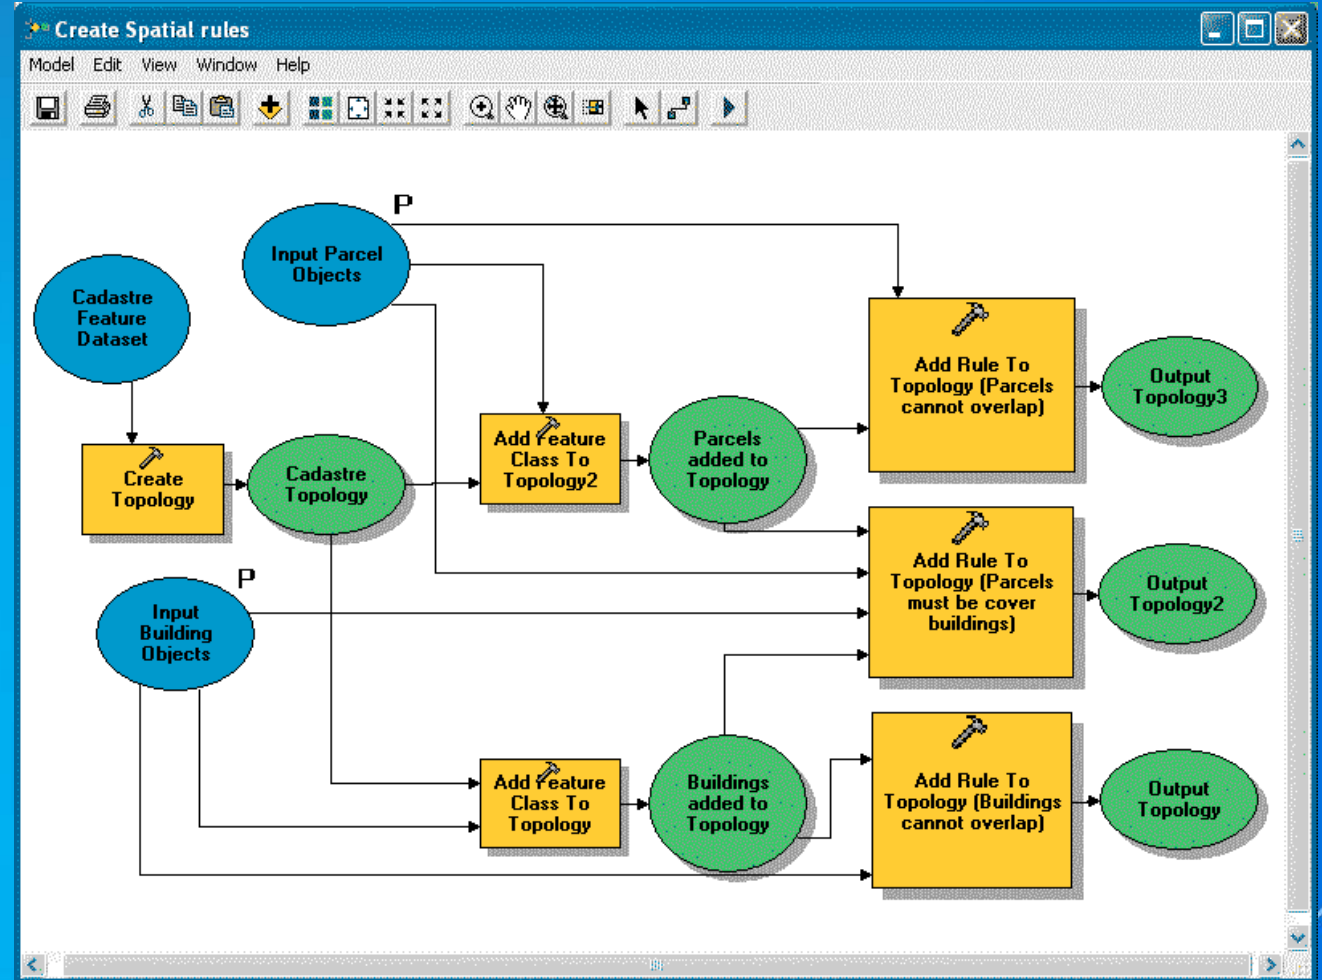 Create Spatial rules
Model Edit View Window Help
P
Input Parcel
Objects
Cadastre
Feature
Dataset
Add Rule To
Topology (Parcels
cannot overlap)
Output
Topology3
Create
Topology
Cadastre
Topology
Add Feature
Class To
Topology2
Parcels
added to
Topology
Add Rule To
Topology (Parcels
must be cover
buildings)
Output
Topology2
P
Input
Building
Objects
Add Feature
Class To
Topology
Buildings
added to
Topology
Add Rule To
Topology (Buildings
cannot overlap)
Output
Topology